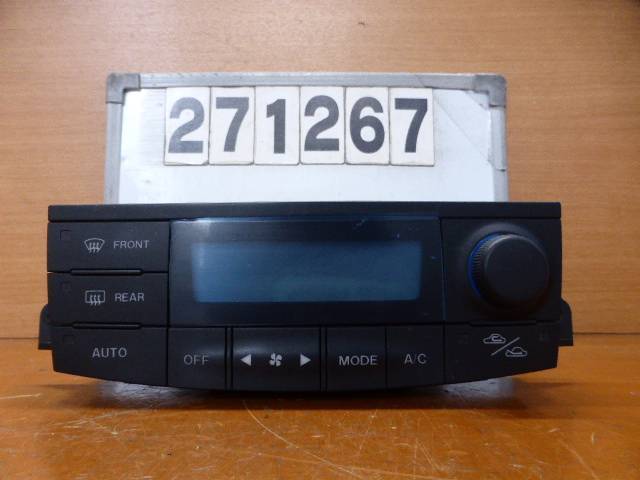 271267
FRONT
REAR
AUTO OFF MODE A/C